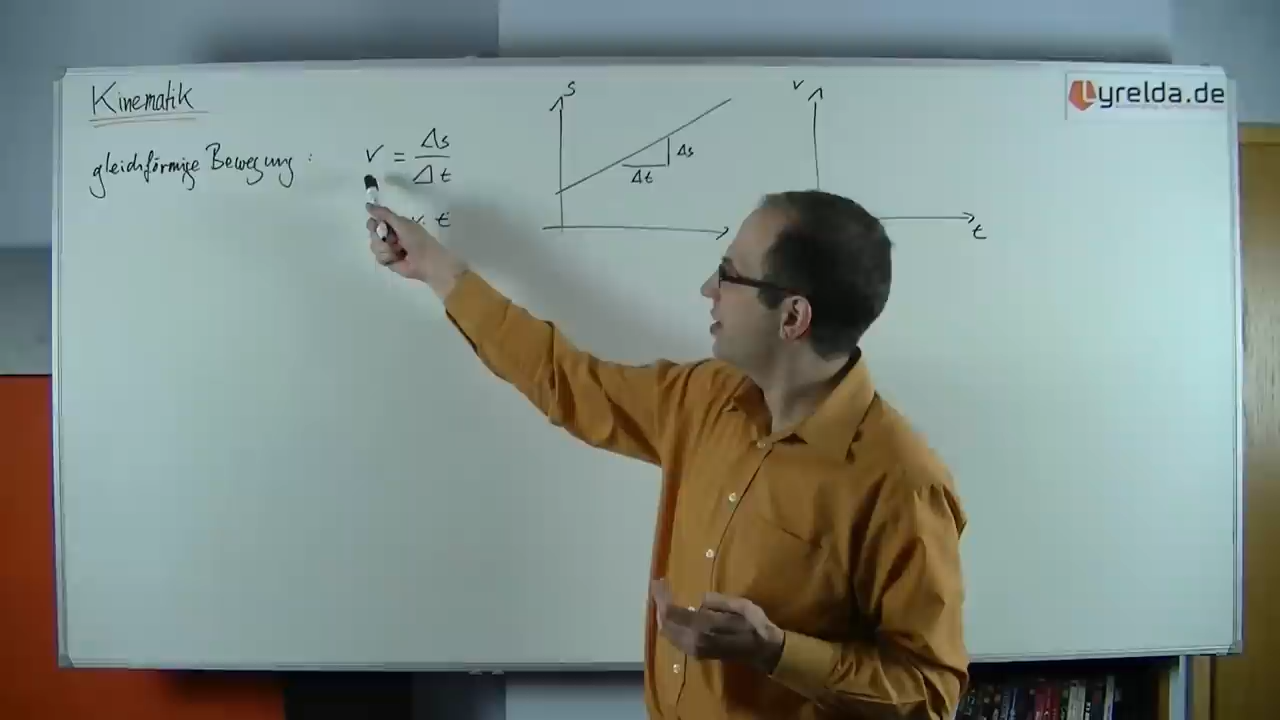 Kinematik
gleichförmige Bewegung : v = Δs / Δt
v · t
s
Δs
Δt
v
t
Lyrelda.de